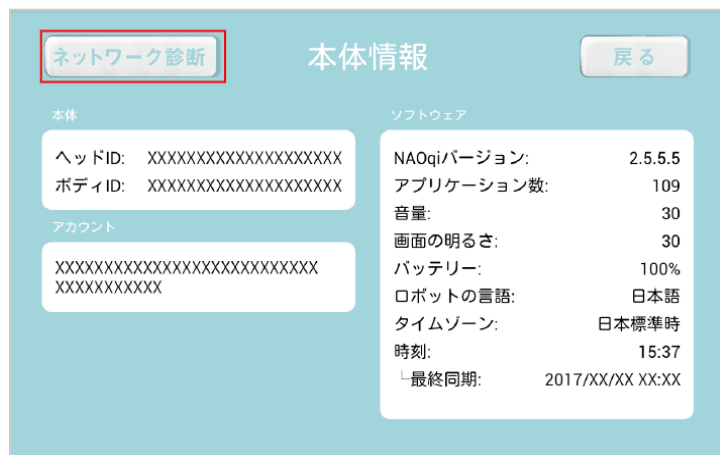 ネットワーク診断
本体情報
戻る
本体
ヘッドID: XXXXXXXXXXXXXXXXXXXX
ボディID: XXXXXXXXXXXXXXXXXXXX
アカウント
XXXXXXXXXXXXXXXXXXXXXXXXXXX
XXXXXXXXXXX
ソフトウェア
NAOqiバージョン: 2.5.5.5
アプリケーション数: 109
音量: 30
画面の明るさ: 30
バッテリー: 100%
ロボットの言語: 日本語
タイムゾーン: 日本標準時
時刻: 15:37
└最終同期: 2017/XX/XX XX:XX